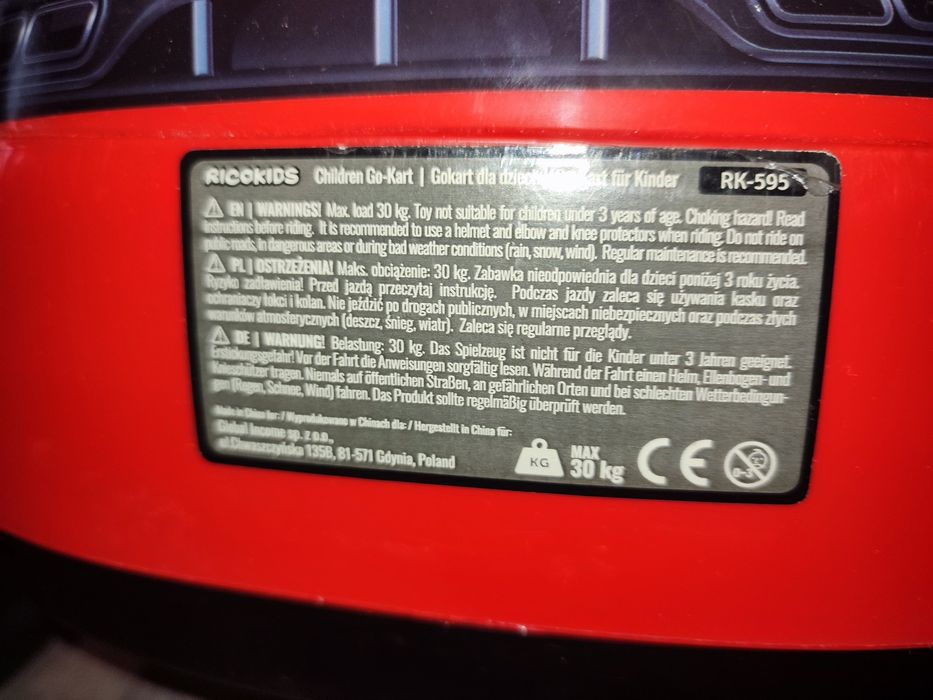 RICOKIDS Children Go-Kart | Gokart dla für Kinder RK-595
EN | WARNINGS! Max. load 30 kg. Toy not suitable for children under 3 years of age. Choking hazard! Read
instructions before riding. It is recommended to use a helmet and elbow and knee protectors when riding. Do not ride on
public roads, in dangerous areas or during bad weather conditions (rain, snow, wind). Regular maintenance is recommended.
PL | OSTRZEŻENIA! Maks. obciążenie: 30 kg. Zabawka nieodpowiednia dla dzieci poniżej 3 roku życia.
Ryzyko zadławienia! Przed jazdą przeczytaj instrukcję. Podczas jazdy zaleca się używania kasku oraz
ochraniaczy łokci i kolan. Nie jeździć po drogach publicznych, w miejscach niebezpiecznych oraz podczas złych
warunków atmosferycznych (deszcz, śnieg, wiatr). Zaleca się regularne przeglądy.
DE | WARNUNG! Belastung: 30 kg. Das Spielzeug ist nicht für die Kinder unter 3 Jahren geeignet.
Erstickungsgefahr! Vor der Fahrt die Anweisungen sorgfältig lesen. Während der Fahrt einen Helm, Ellenbogen- und
Knieschützer tragen. Niemals auf öffentlichen Straßen, an gefährlichen Orten und bei schlechten Wetterbedingun-
gen (Regen, Schnee, Wind) fahren. Das Produkt sollte regelmäßig überprüft werden.
Made in China for: / Wyprodukowano w Chinach dla: / Hergestellt in China für:
Global Income sp. z o.o.,
ul.Chwaszczyńska 135B, 81-571 Gdynia, Poland
KG
MAX
30 kg
CE
0-3